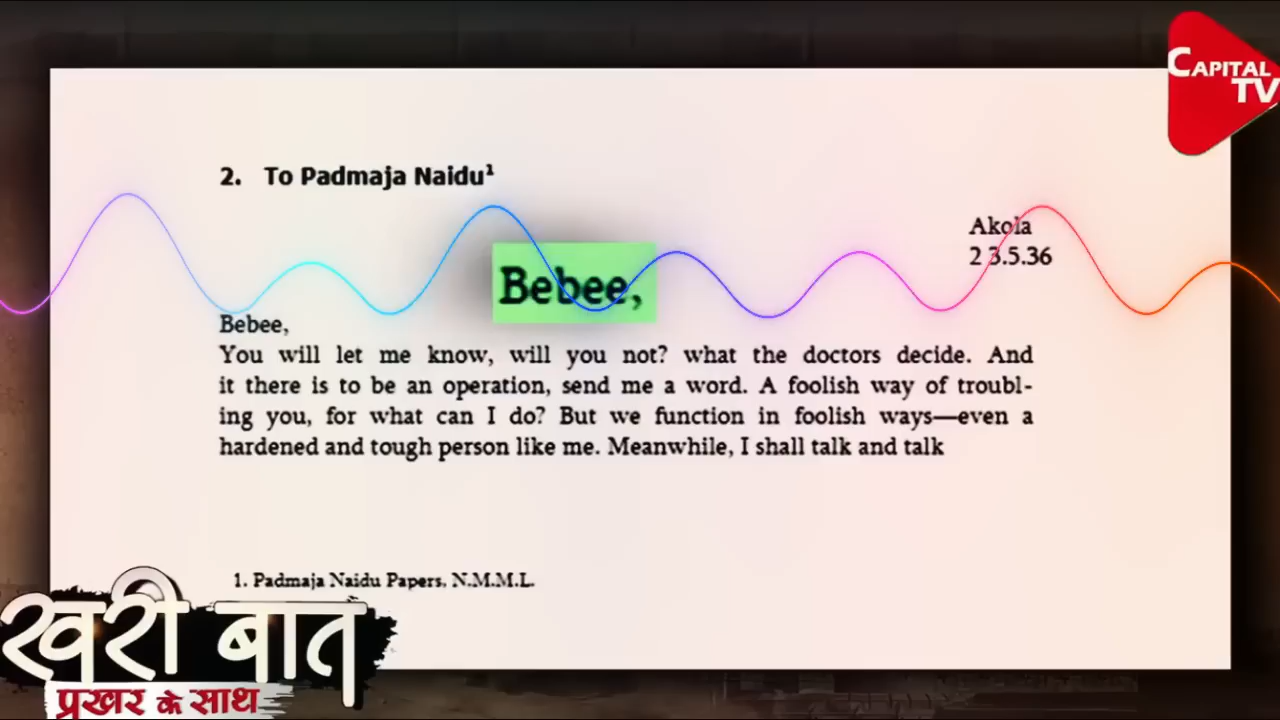 CAPITAL
TV
2. To Padmaja Naidu¹
Akola
2 3.5.36
Bebee,
Bebee,
You will let me know, will you not? what the doctors decide. And
it there is to be an operation, send me a word. A foolish way of troubl-
ing you, for what can I do? But we function in foolish ways—even a
hardened and tough person like me. Meanwhile, I shall talk and talk
1. Padmaja Naidu Papers, N.M.M.L.
खरी बात
प्रखर के साथ